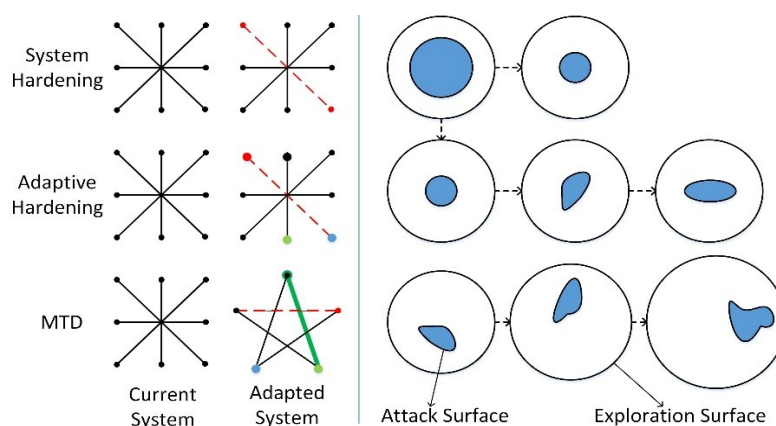 System
Hardening
Adaptive
Hardening
MTD
Current
System
Adapted
System
Attack Surface
Exploration Surface